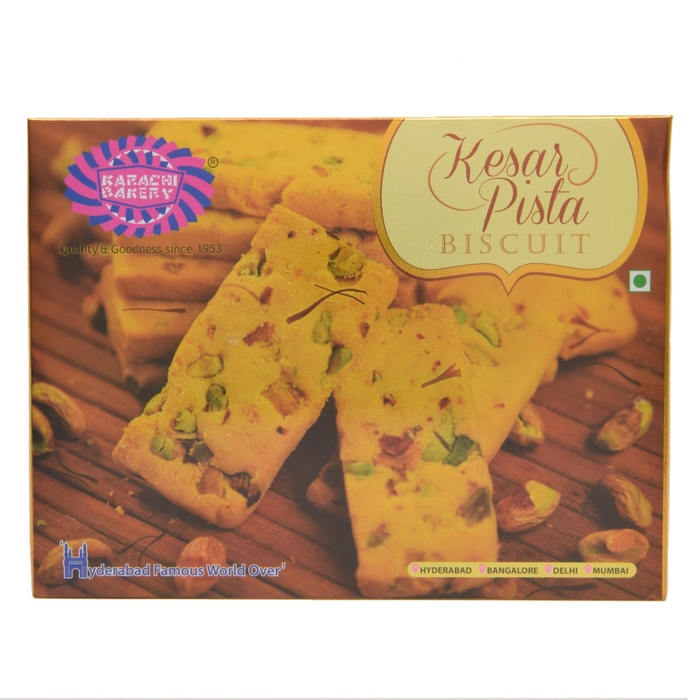 KARACHI
BAKERY
®
Quality & Goodness since 1953
Kesar
Pista
BISCUIT
'Hyderabad Famous World Over'
HYDERABAD BANGALORE DELHI MUMBAI